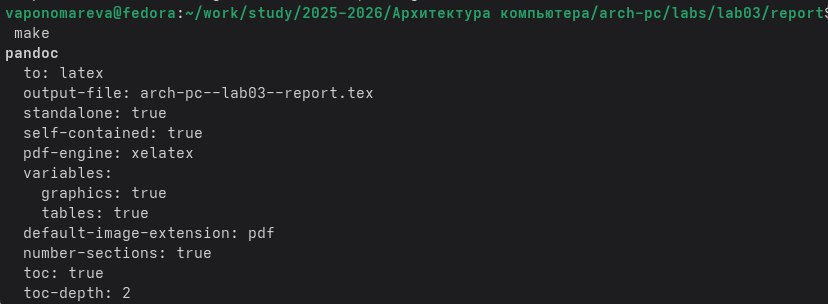 vaponomareva@fedora:~/work/study/2025-2026/Архитектура компьютера/arch-pc/labs/lab03/report$
 make
pandoc
  to: latex
  output-file: arch-pc--lab03--report.tex
  standalone: true
  self-contained: true
  pdf-engine: xelatex
  variables:
    graphics: true
    tables: true
  default-image-extension: pdf
  number-sections: true
  toc: true
  toc-depth: 2